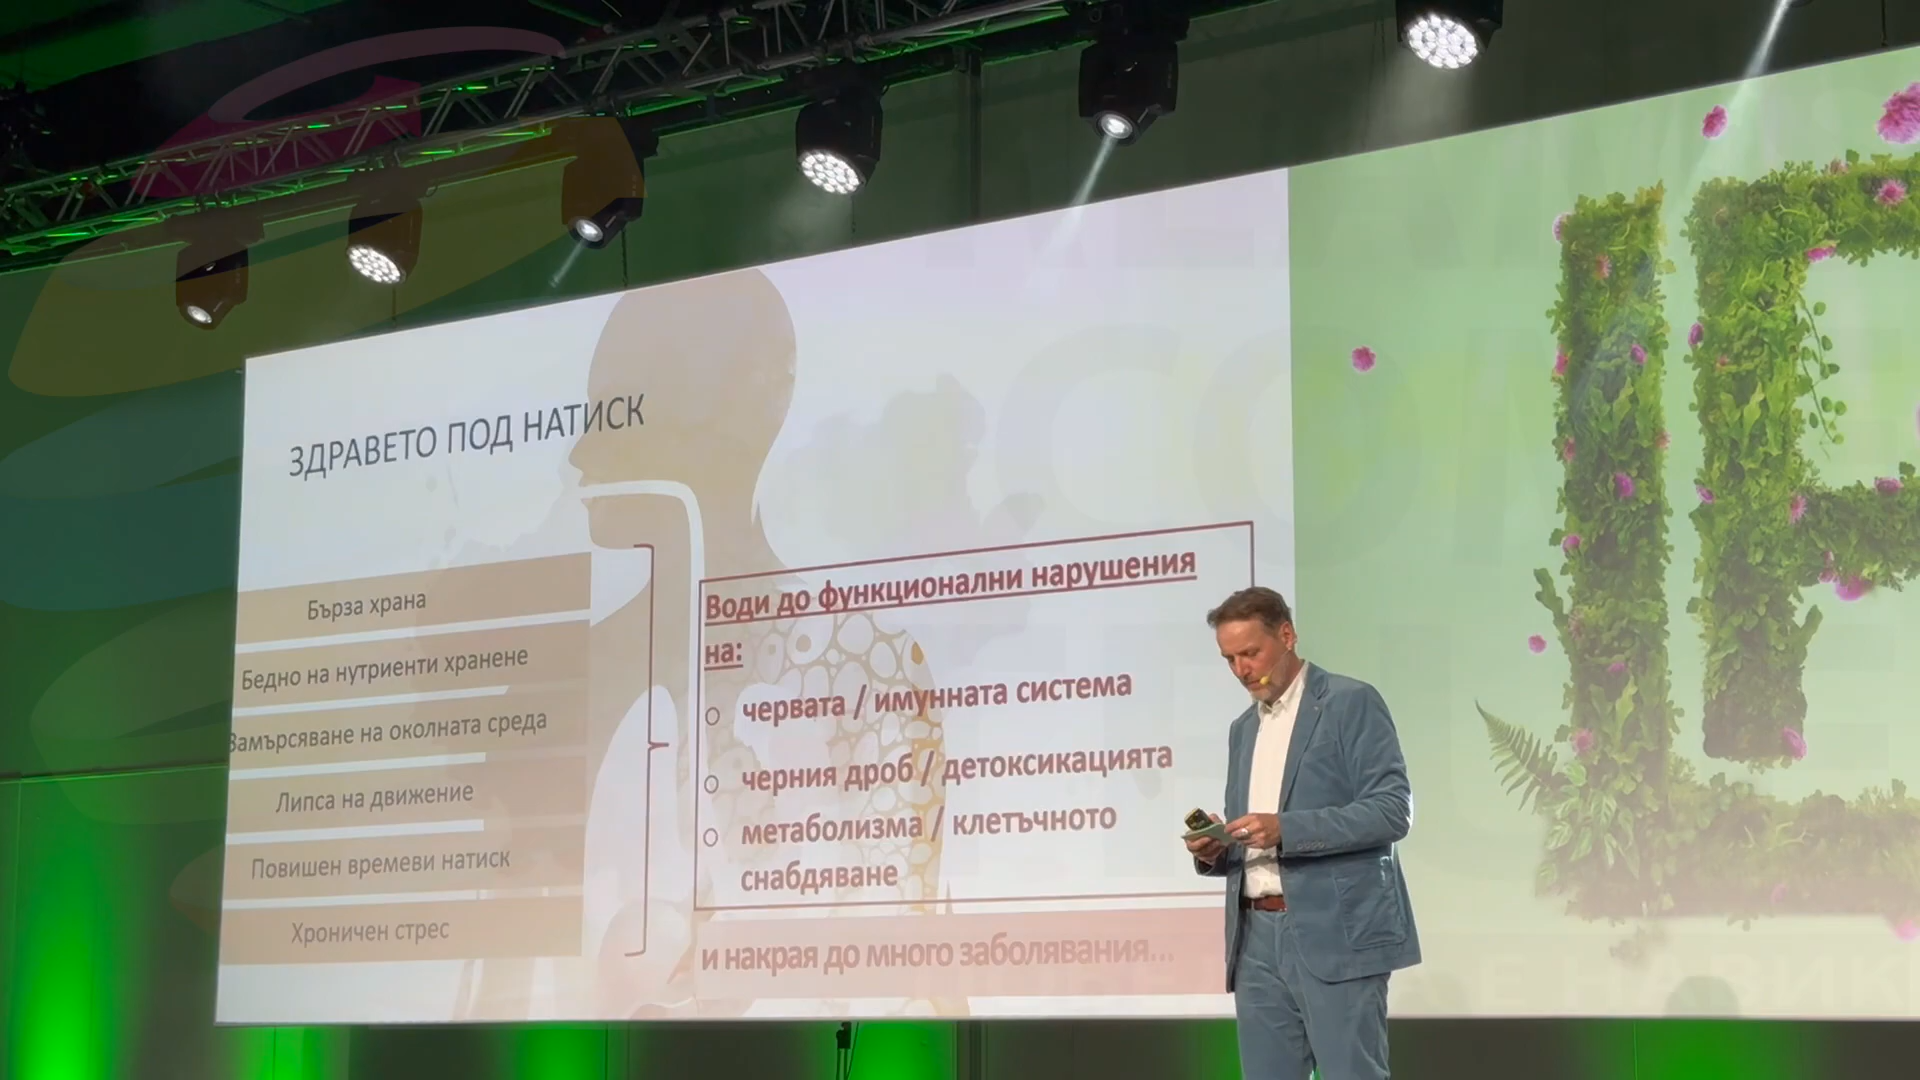 ЗДРАВЕТО ПОД НАТИСК
Бърза храна
Бедно на нутриенти хранене
Замърсяване на околната среда
Липса на движение
Повишен времеви натиск
Хроничен стрес
Води до функционални нарушения
на:
червата / имунната система
черния дроб / детоксикацията
метаболизма / клетъчното
снабдяване
и накрая до много заболявания...